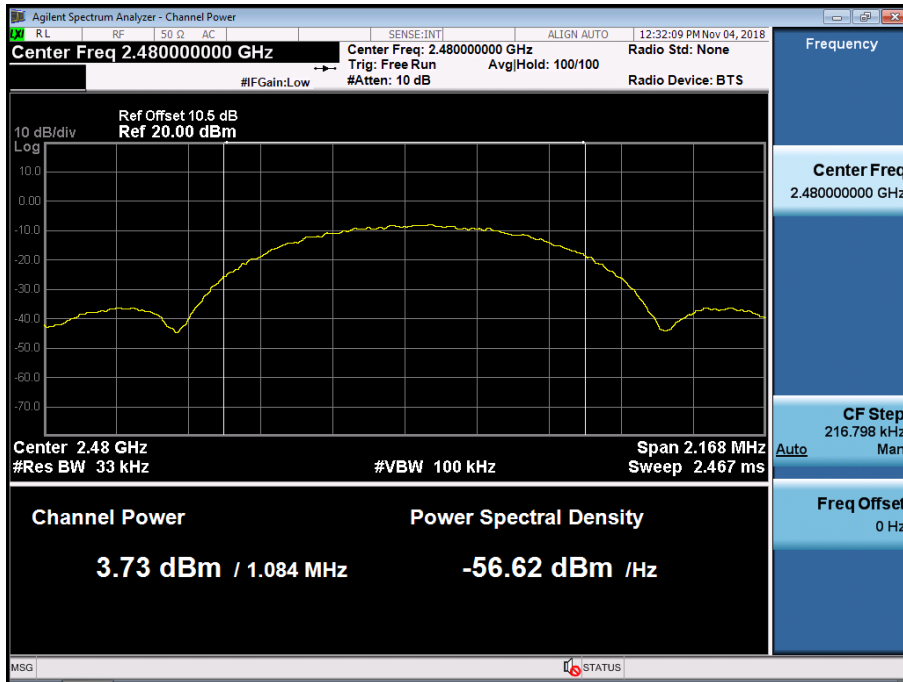 Agilent Spectrum Analyzer - Channel Power
LXI RL RF 50 Ω AC SENSE:INT ALIGN AUTO 12:32:09 PM Nov 04, 2018
Center Freq 2.480000000 GHz
Center Freq: 2.480000000 GHz
Radio Std: None
Trig: Free Run Avg|Hold: 100/100
#IFGain:Low #Atten: 10 dB Radio Device: BTS
Ref Offset 10.5 dB
10 dB/div Ref 20.00 dBm
Log
10.0
0.00
-10.0
-20.0
-30.0
-40.0
-50.0
-60.0
-70.0
Center 2.48 GHz Span 2.168 MHz
#Res BW 33 kHz #VBW 100 kHz Sweep 2.467 ms
Channel Power Power Spectral Density
3.73 dBm / 1.084 MHz -56.62 dBm /Hz
MSG STATUS
Frequency
Center Freq
2.480000000 GHz
CF Step
216.798 kHz
Auto Man
Freq Offset
0 Hz